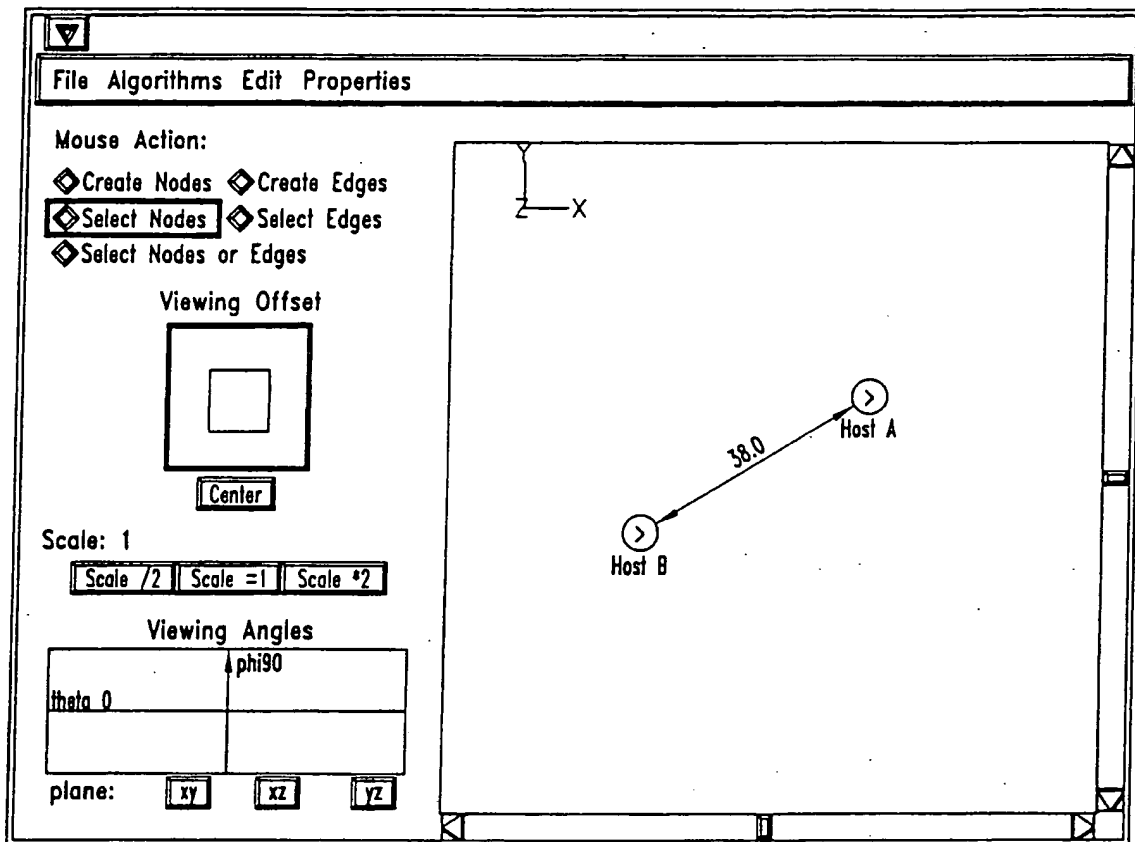 File Algorithms Edit Properties
Mouse Action:
Create Nodes Create Edges
Select Nodes Select Edges
Select Nodes or Edges
Viewing Offset
Center
Scale: 1
Scale /2 Scale =1 Scale *2
Viewing Angles
phi90
theta 0
plane: xy xz yz
Y
Z X
38.0
Host A
Host B